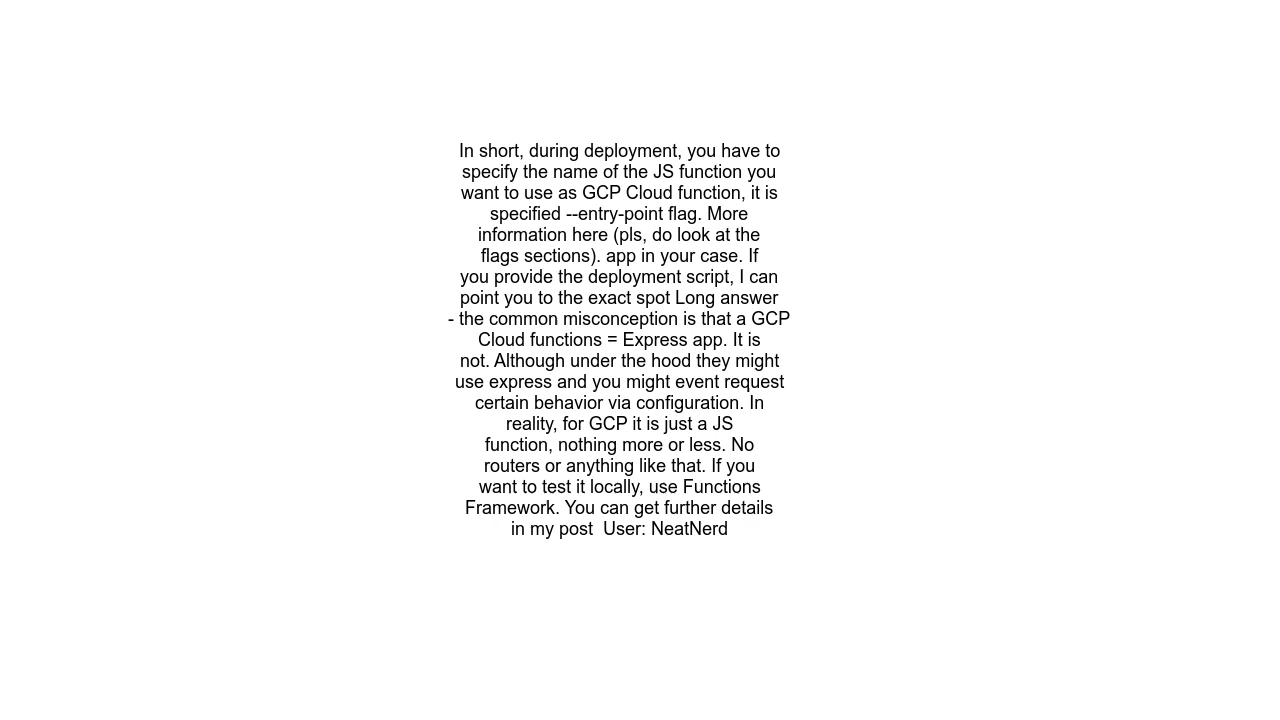 In short, during deployment, you have to
specify the name of the JS function you
want to use as GCP Cloud function, it is
specified --entry-point flag. More
information here (pls, do look at the
flags sections). app in your case. If
you provide the deployment script, I can
point you to the exact spot Long answer
- the common misconception is that a GCP
Cloud functions = Express app. It is
not. Although under the hood they might
use express and you might event request
certain behavior via configuration. In
reality, for GCP it is just a JS
function, nothing more or less. No
routers or anything like that. If you
want to test it locally, use Functions
Framework. You can get further details
in my post  User: NeatNerd